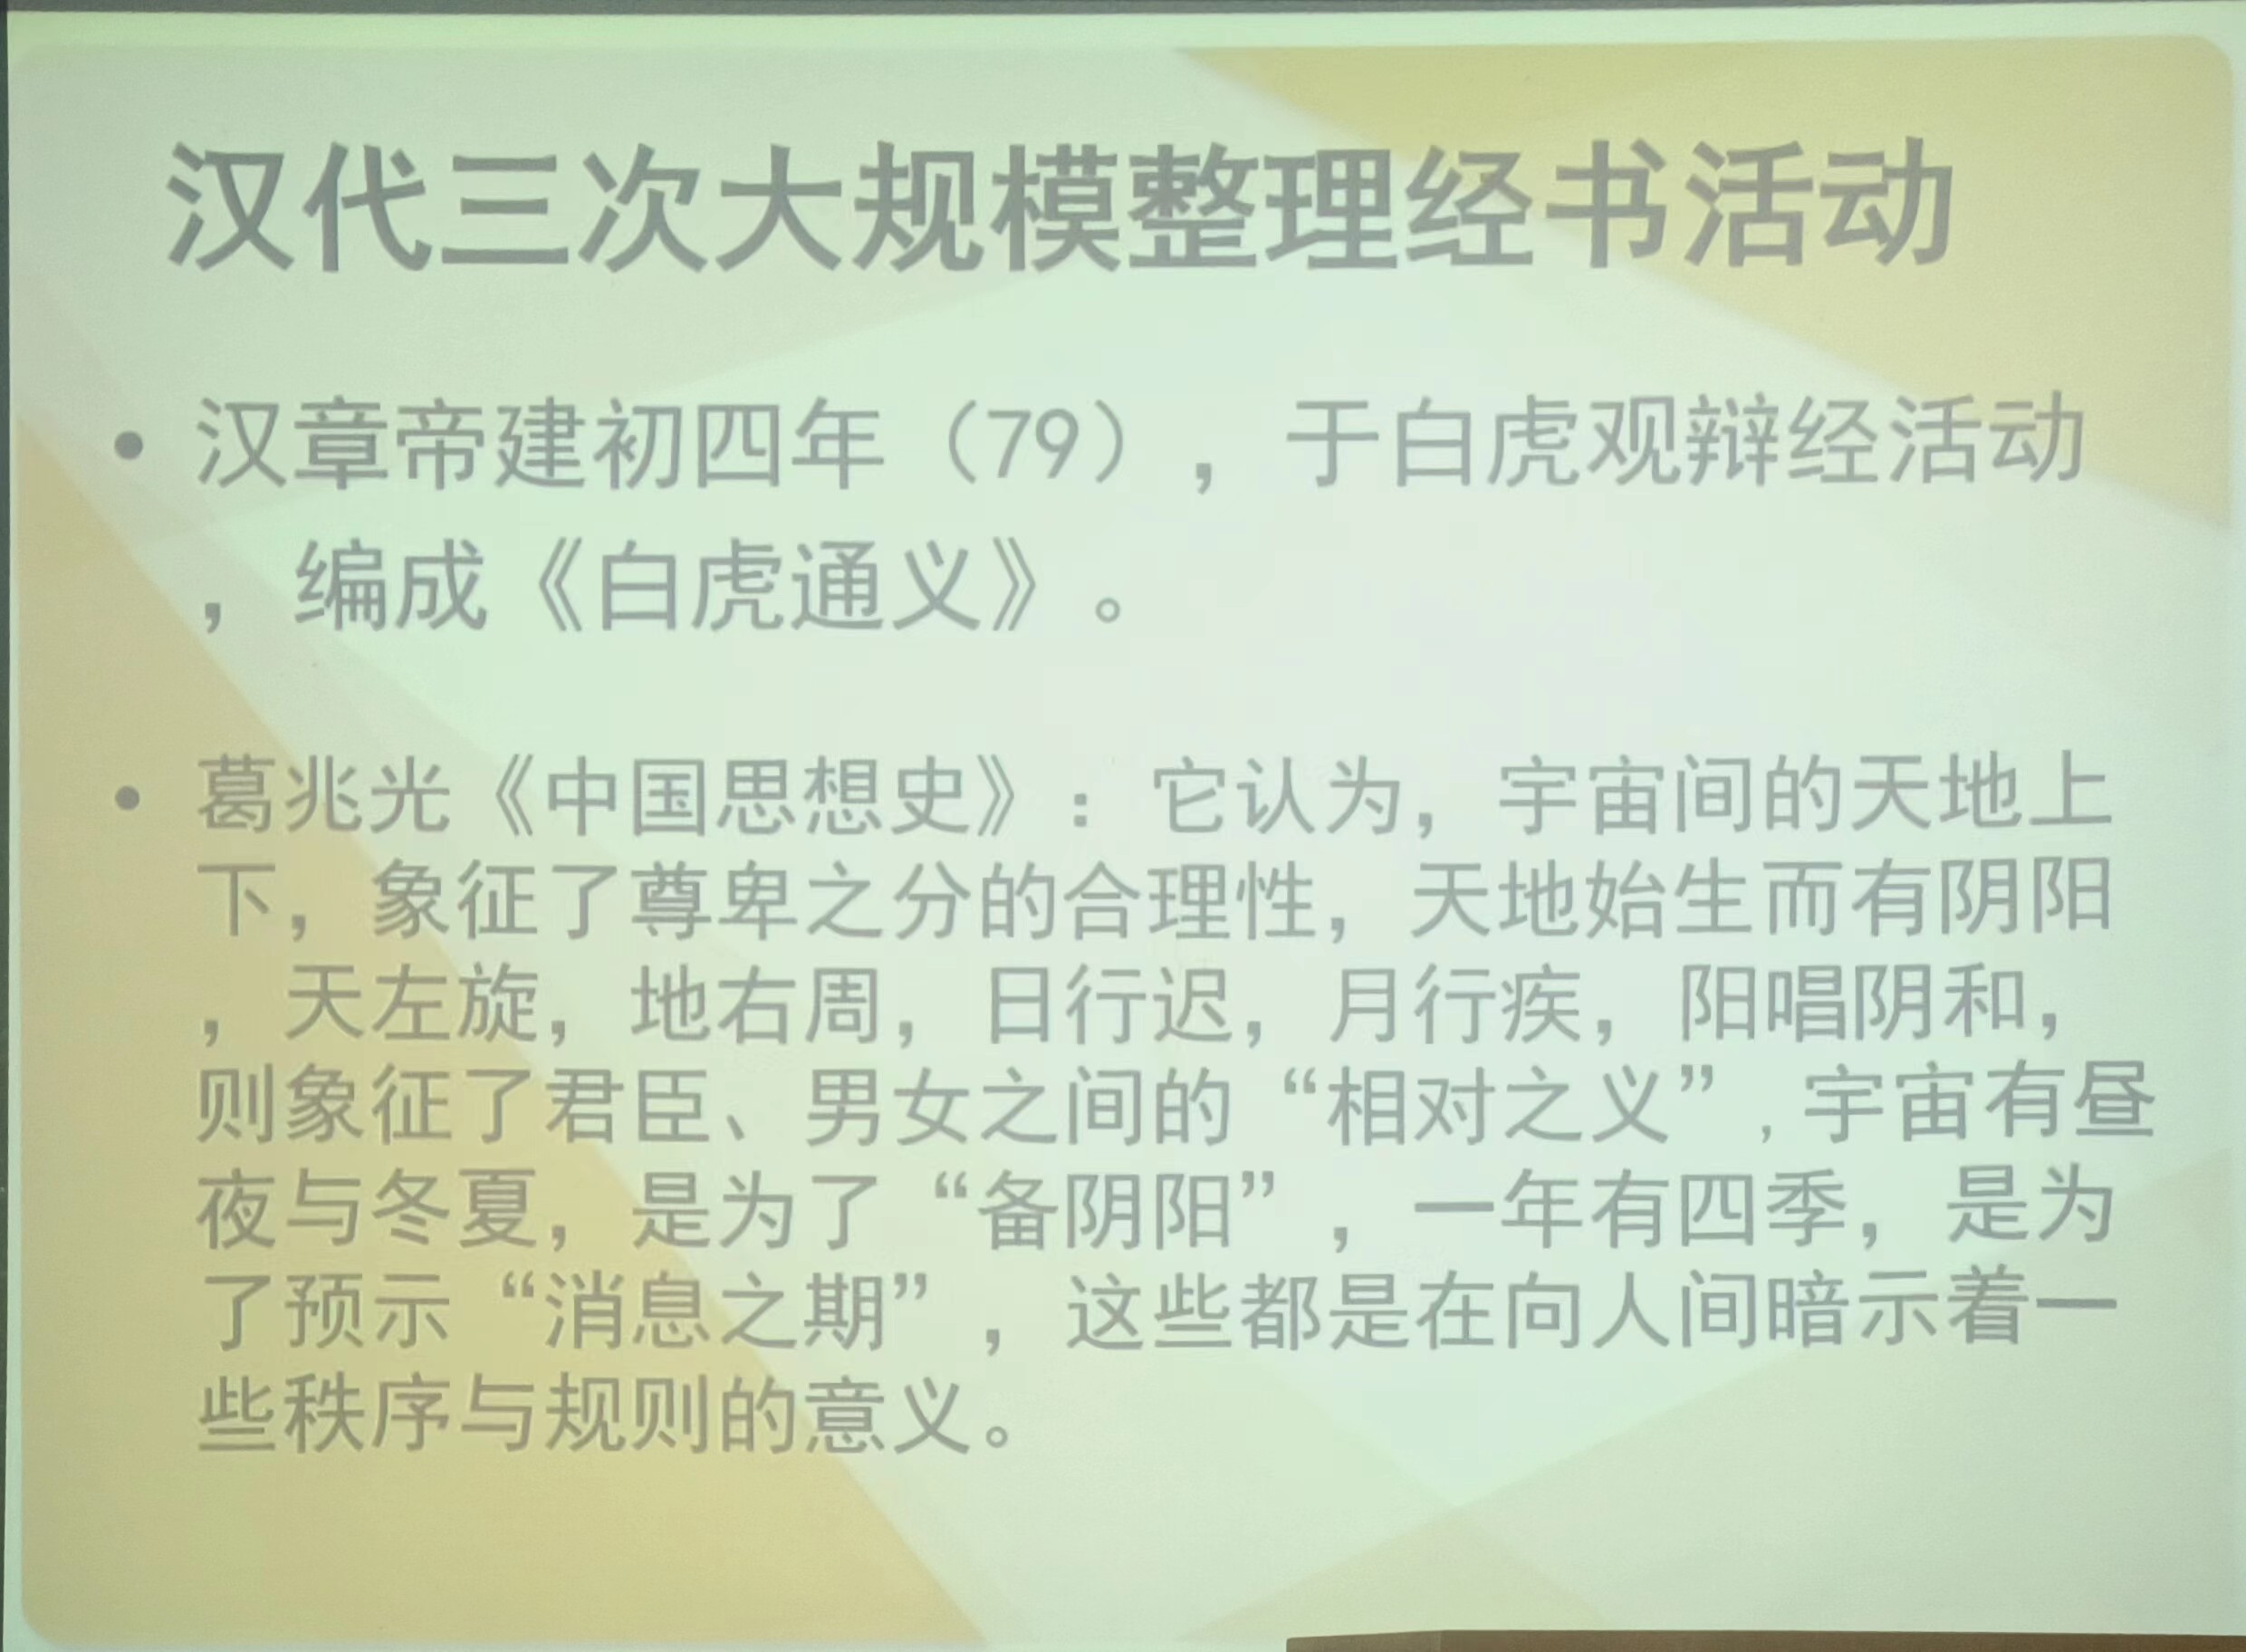 汉代三次大规模整理经书活动
• 汉章帝建初四年（79），于白虎观辩经活动
，编成《白虎通义》。
• 葛兆光《中国思想史》：它认为，宇宙间的天地上
下，象征了尊卑之分的合理性，天地始生而有阴阳
，天左旋，地右周，日行迟，月行疾，阳唱阴和，
则象征了君臣、男女之间的“相对之义”,宇宙有昼
夜与冬夏，是为了“备阴阳”，一年有四季，是为
了预示“消息之期”，这些都是在向人间暗示着一
些秩序与规则的意义。